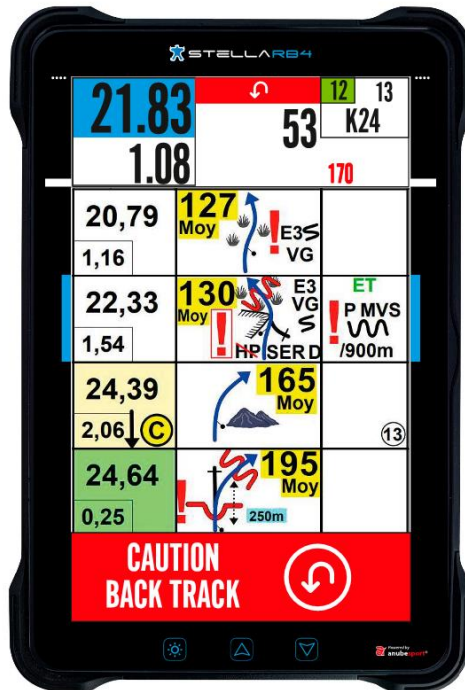 STELLARB4
21.83
1.08
53
12
13
K24
170
20,79
1,16
127
Moy
!
E3
VG
22,33
1,54
130
Moy
!
E3
VG
HP SER D
ET
! P MVS
/900m
24,39
2,06
C
165
Moy
13
24,64
0,25
195
Moy
!
250m
CAUTION
BACK TRACK
Powered by
anubesport